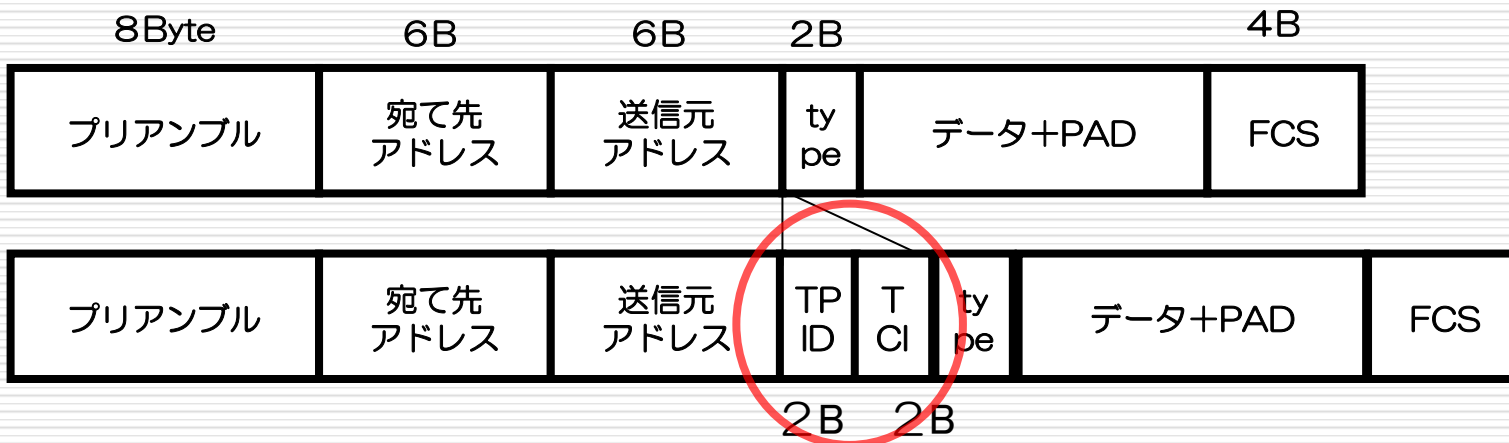 8Byte 6B 6B 2B 4B
プリアンブル
宛て先
アドレス
送信元
アドレス
ty
pe
データ+PAD
FCS
プリアンブル
宛て先
アドレス
送信元
アドレス
TP
ID
T
CI
ty
pe
データ+PAD
FCS
2B 2B